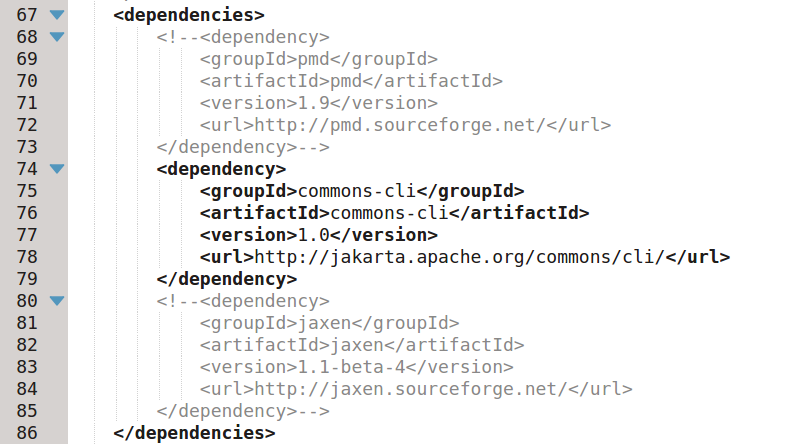 67 <dependencies>
68 <!--<dependency>
69 <groupId>pmd</groupId>
70 <artifactId>pmd</artifactId>
71 <version>1.9</version>
72 <url>http://pmd.sourceforge.net/</url>
73 </dependency>-->
74 <dependency>
75 <groupId>commons-cli</groupId>
76 <artifactId>commons-cli</artifactId>
77 <version>1.0</version>
78 <url>http://jakarta.apache.org/commons/cli/</url>
79 </dependency>
80 <!--<dependency>
81 <groupId>jaxen</groupId>
82 <artifactId>jaxen</artifactId>
83 <version>1.1-beta-4</version>
84 <url>http://jaxen.sourceforge.net/</url>
85 </dependency>-->
86 </dependencies>